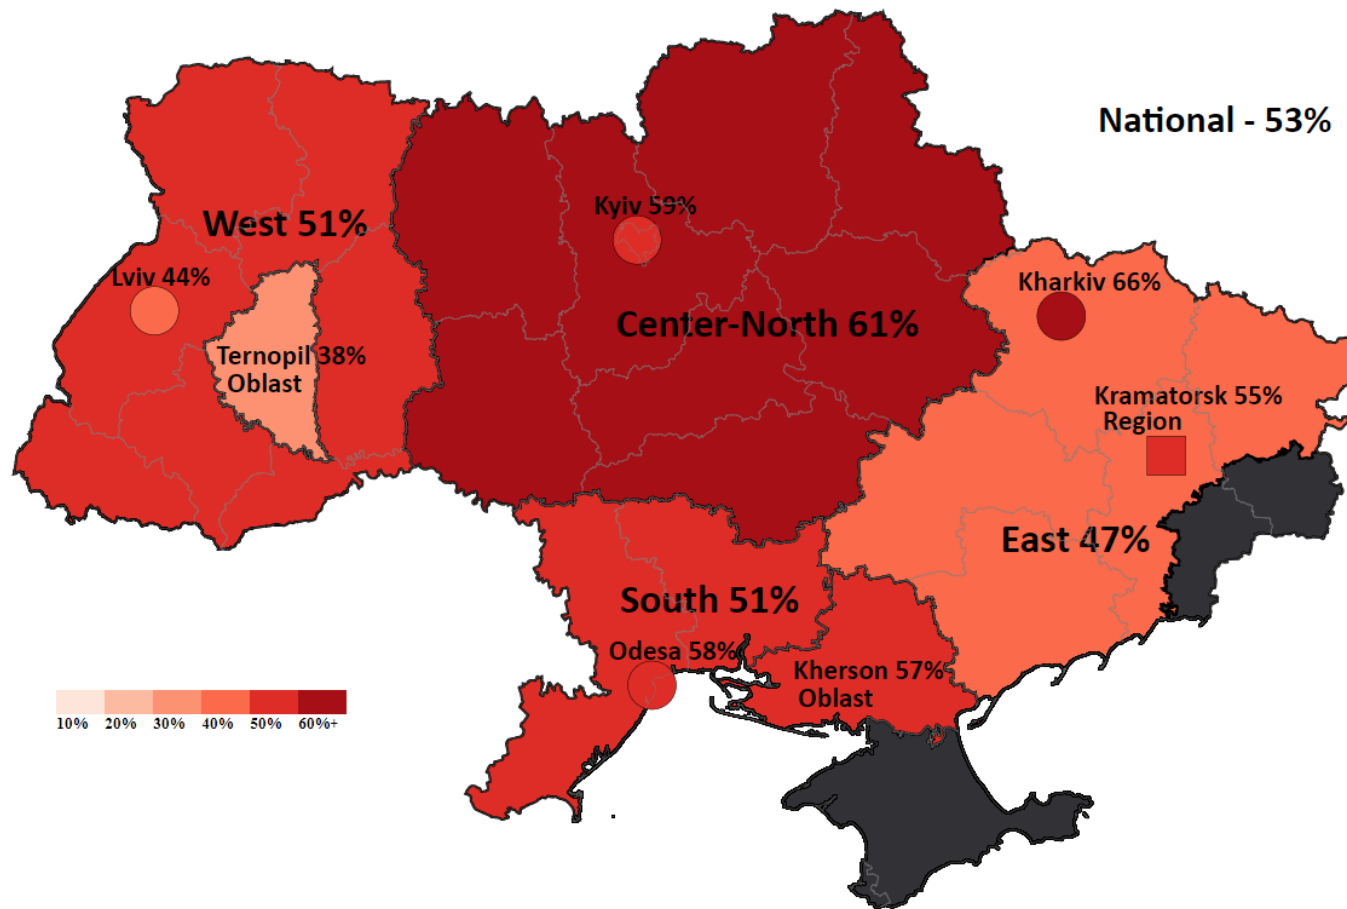 National - 53%
Kyiv 59%
West 51%
Lviv 44%
Kharkiv 66%
Center-North 61%
Ternopil 38%
Oblast
Kramatorsk 55%
Region
East 47%
South 51%
Odesa 58%
Kherson 57%
Oblast
10% 20% 30% 40% 50% 60%+